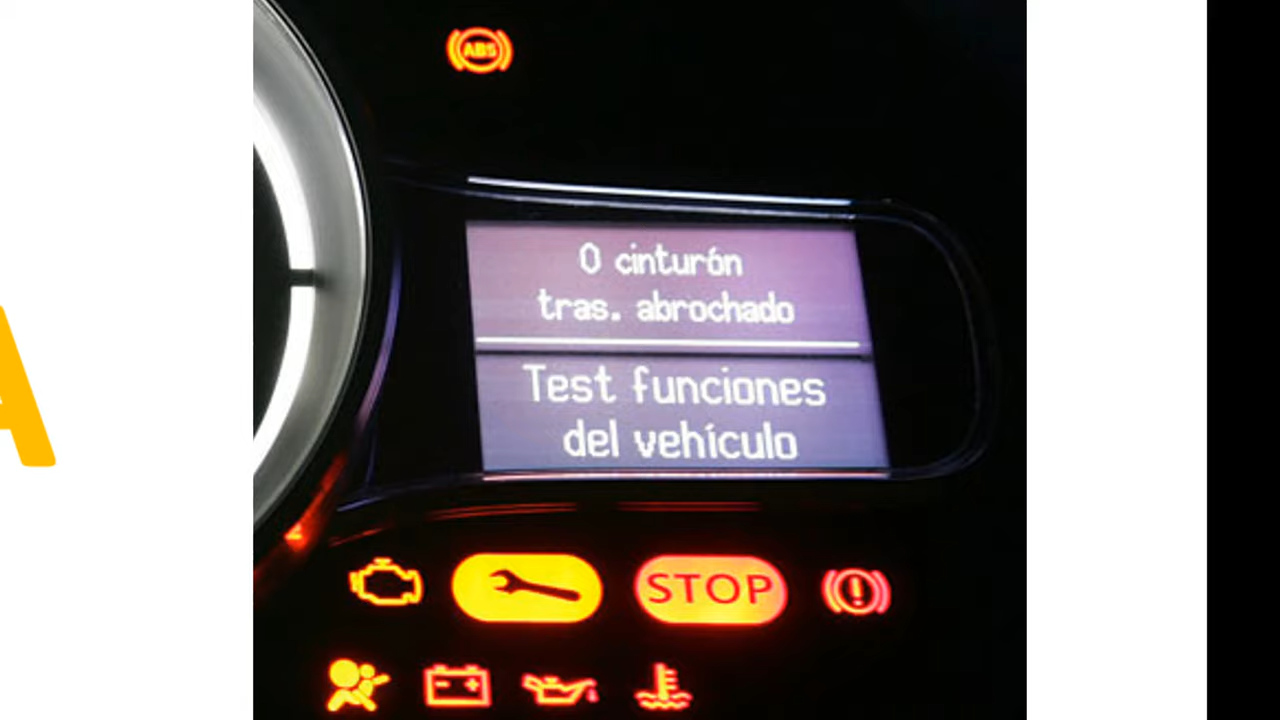 ABS
0 cinturón
tras. abrochado
Test funciones
del vehículo
STOP
A